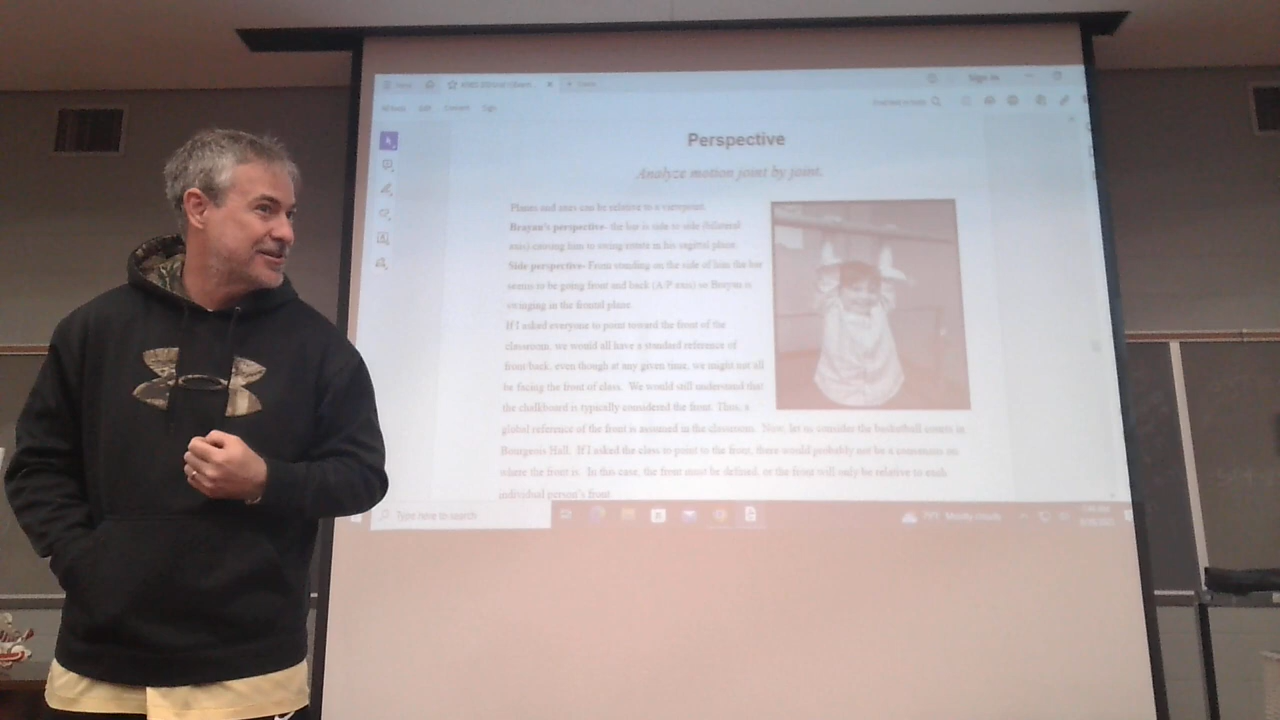 Sign in
Edit
Convert
Sign
Perspective
Analyze motion joint by joint.
Planes and axes can be relative to a viewpoint.
Brayan's perspective- the bar is side to side (bilateral
axis) causing him to swing in his sagittal plane.
Side perspective- From standing on the side of him the bar
seems to be going front and back (A-P axis) so Brayan is
swinging in the frontal plane.
If I asked everyone to point toward the front of the
classroom, we would all have a standard reference of
front/back, even though at any given time, we might not all
be facing the front of class. We would still understand that
the chalkboard is typically considered the front. Thus, a
global reference of the front is assumed in the classroom. Now, let us consider the basketball courts in
Bourgeois Hall. If I asked the class to point to the front, there would probably not be a consensus on
where the front is. In this case, the front must be defined, or the front will only be relative to each
individual person's front
Type here to search
Mostly cloudy